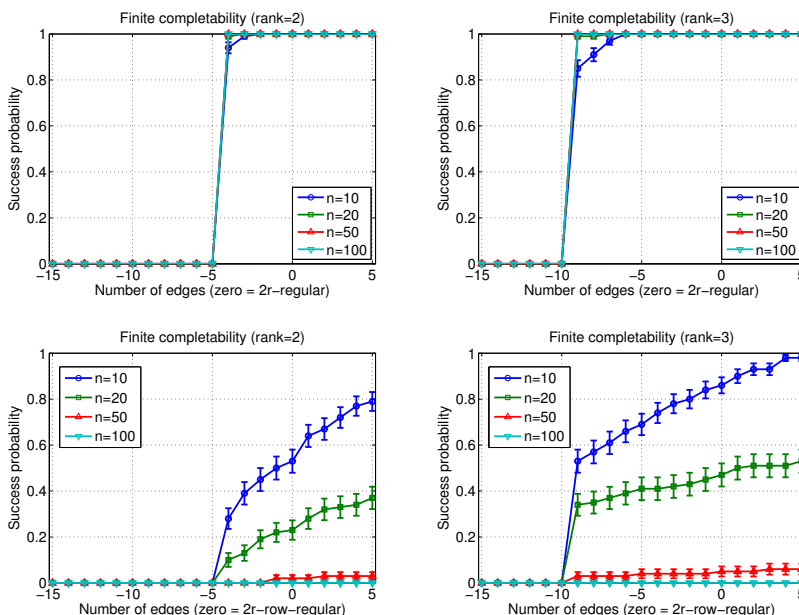 Finite completability (rank=2)
Success probability
1
0.8
0.6
0.4
0.2
0
−15
−10
−5
0
5
Number of edges (zero = 2r−regular)
n=10
n=20
n=50
n=100
Finite completability (rank=3)
Success probability
1
0.8
0.6
0.4
0.2
0
−15
−10
−5
0
5
Number of edges (zero = 2r−regular)
n=10
n=20
n=50
n=100
Finite completability (rank=2)
Success probability
1
0.8
0.6
0.4
0.2
0
−15
−10
−5
0
5
Number of edges (zero = 2r−row−regular)
n=10
n=20
n=50
n=100
Finite completability (rank=3)
Success probability
1
0.8
0.6
0.4
0.2
0
−15
−10
−5
0
5
Number of edges (zero = 2r−row−regular)
n=10
n=20
n=50
n=100